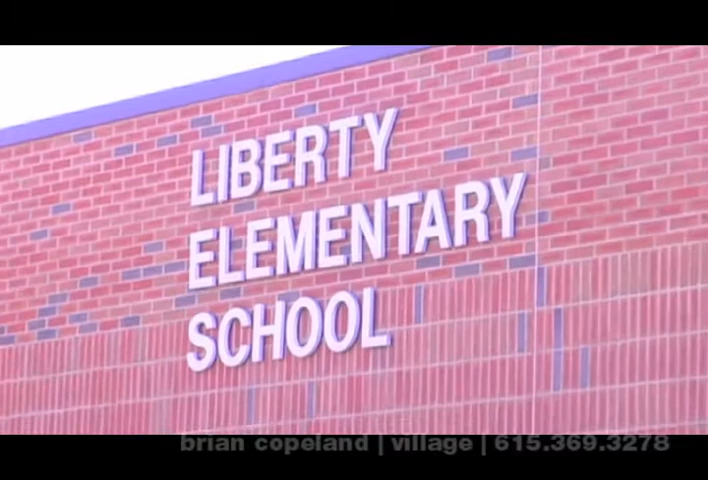 LIBERTY
ELEMENTARY
SCHOOL
brian copeland | village | 615.369.3278